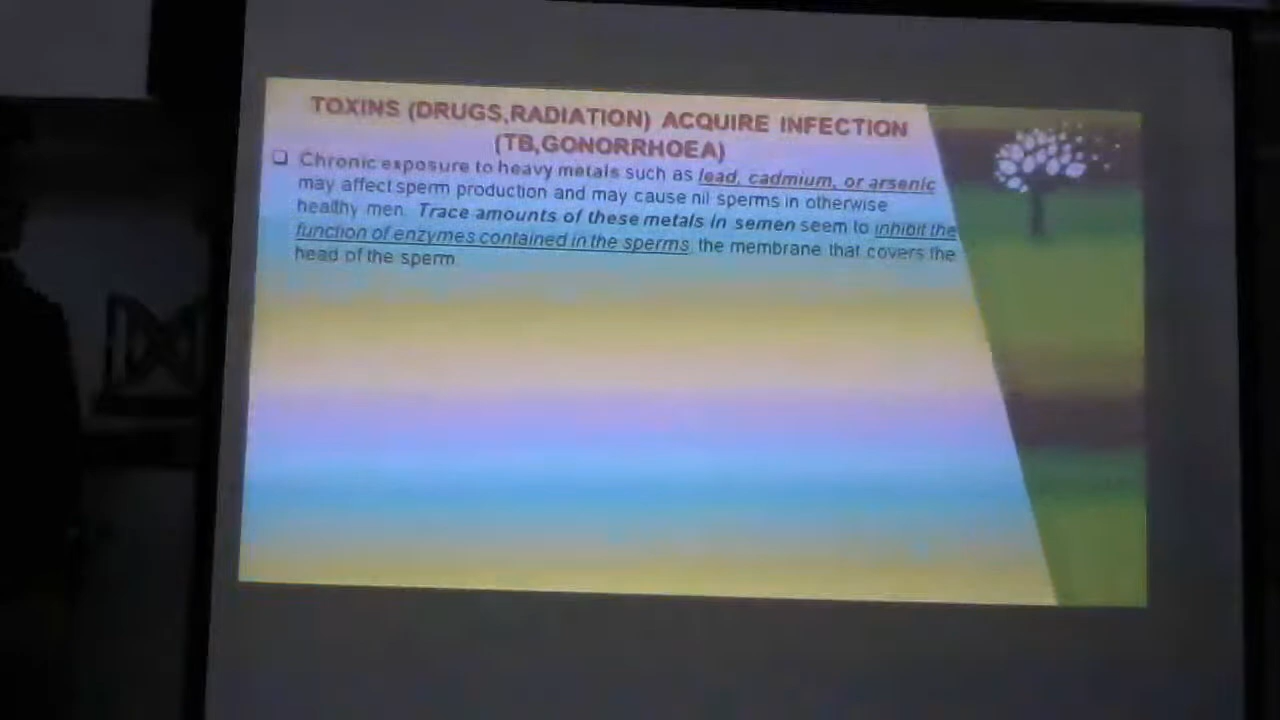 TOXINS (DRUGS,RADIATION) ACQUIRE INFECTION
(TB,GONORRHOEA)
❑ Chronic exposure to heavy metals such as lead, cadmium, or arsenic
may affect sperm production and may cause nil sperms in otherwise
healthy men. Trace amounts of these metals in semen seem to inhibit the
function of enzymes contained in the sperms, the membrane that covers the
head of the sperm.